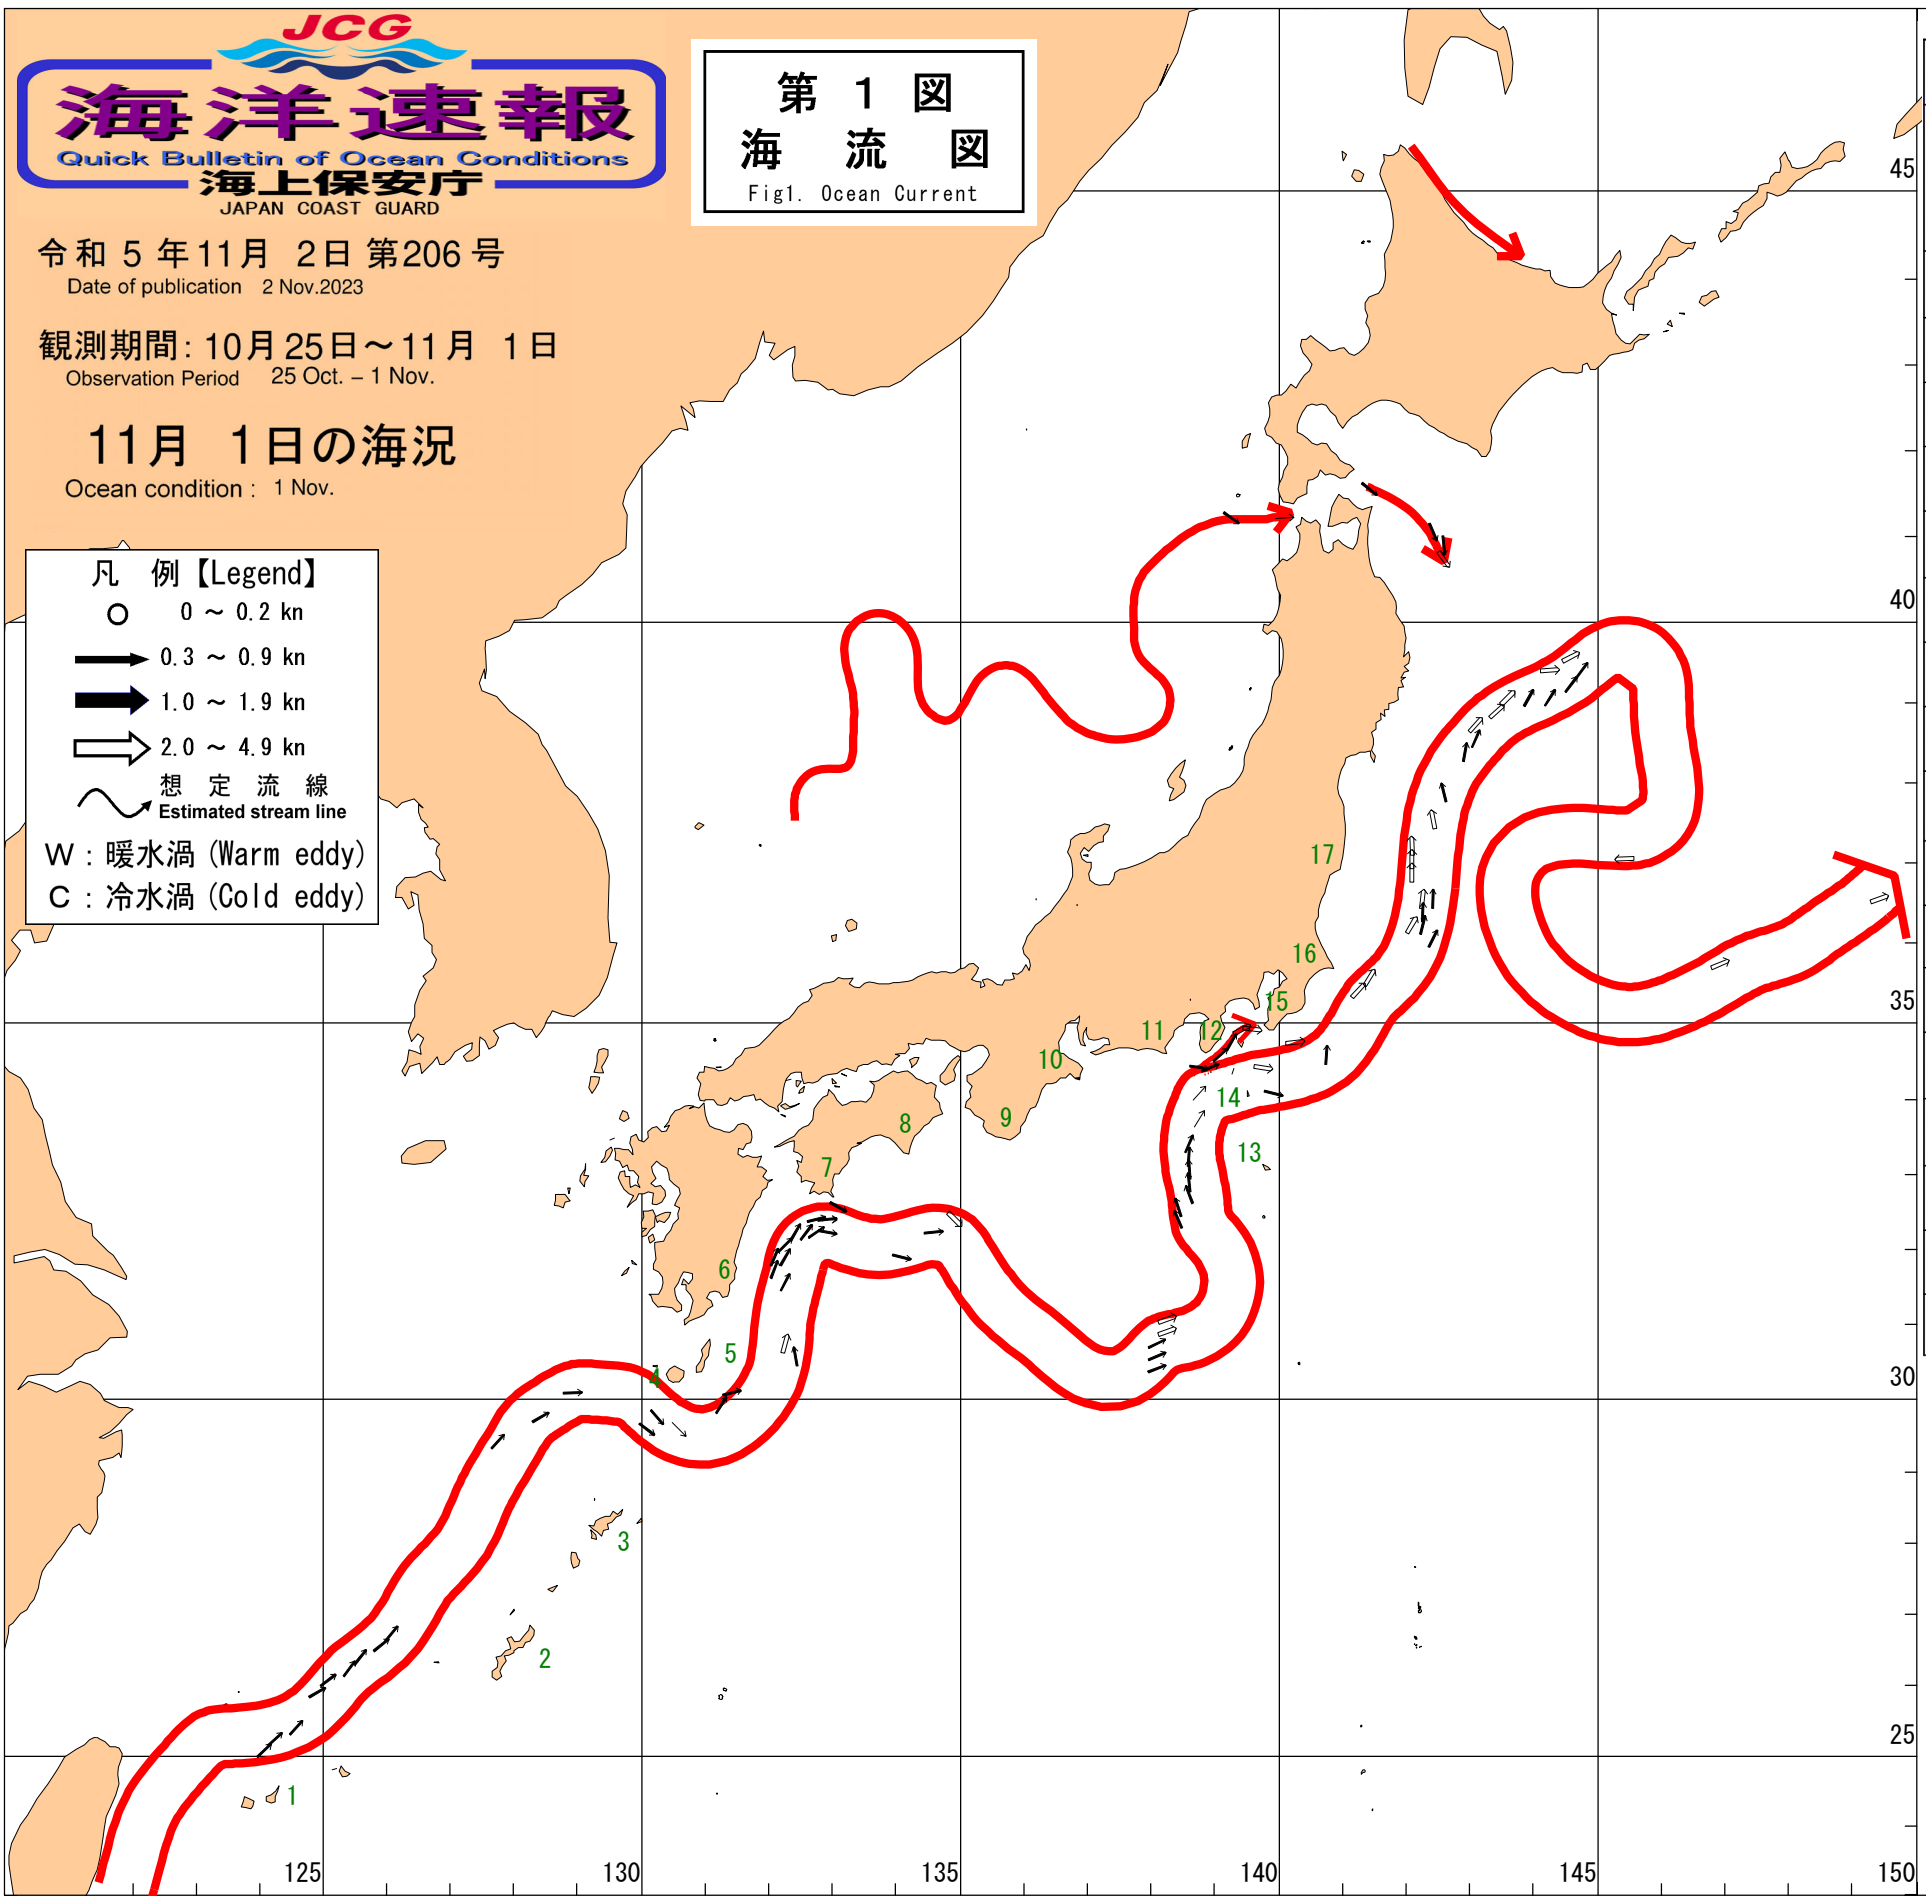 JCG
海洋速報
Quick Bulletin of Ocean Conditions
海上保安庁
JAPAN COAST GUARD
令和 5 年 11月 2日 第206 号
Date of publication 2 Nov.2023
観測期間: 10月 25日～11月 1日
Observation Period 25 Oct. – 1 Nov.
11月 1日の海況
Ocean condition : 1 Nov.
第 1 図
海 流 図
Fig1. Ocean Current
凡 例【Legend】
0 ～ 0.2 kn
0.3 ～ 0.9 kn
1.0 ～ 1.9 kn
2.0 ～ 4.9 kn
想 定 流 線
Estimated stream line
W : 暖水渦 (Warm eddy)
C : 冷水渦 (Cold eddy)
45
40
17
16
35
15
12
11
10
14
9
8
13
7
6
5
4
30
3
2
25
1
125
130
135
140
145
150